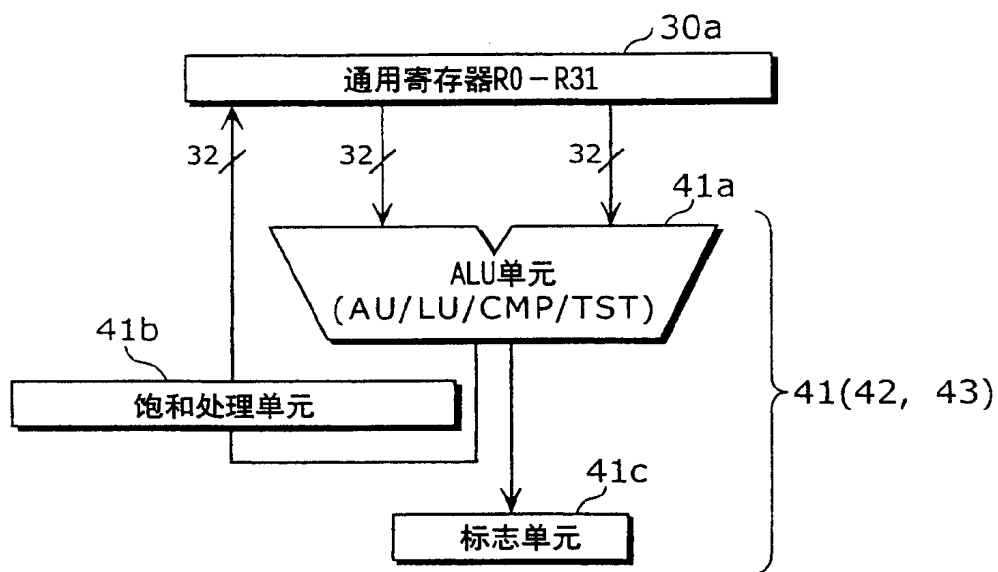 30a
通用寄存器R0－R31
32
32
32
41a
ALU单元
(AU/LU/CMP/TST)
41b
饱和处理单元
41(42, 43)
41c
标志单元